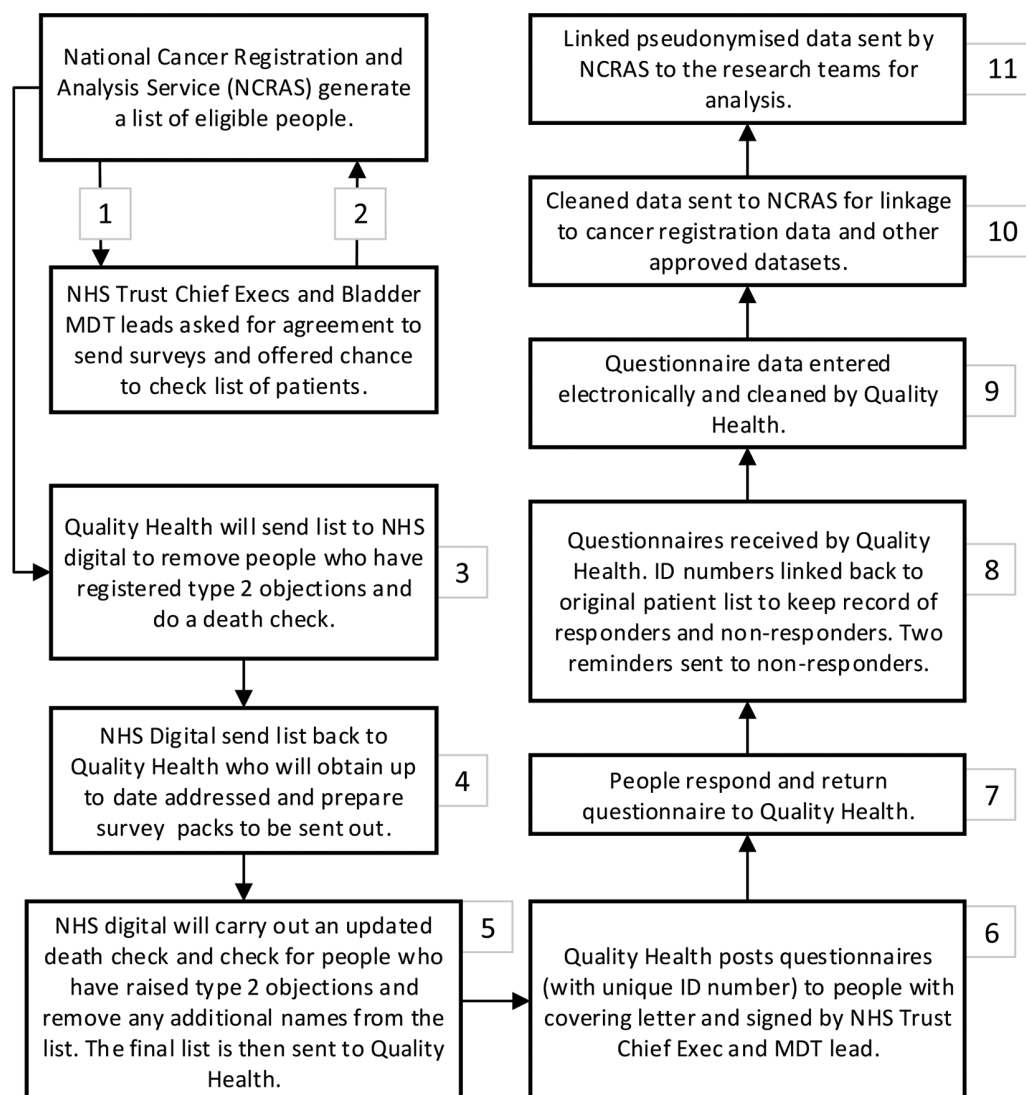 National Cancer Registration and
Analysis Service (NCRAS) generate
a list of eligible people.
1
2
NHS Trust Chief Execs and Bladder
MDT leads asked for agreement to
send surveys and offered chance
to check list of patients.
Quality Health will send list to NHS
digital to remove people who have
registered type 2 objections and
do a death check.
3
NHS Digital send list back to
Quality Health who will obtain up
to date addressed and prepare
survey packs to be sent out.
4
NHS digital will carry out an updated
death check and check for people who
have raised type 2 objections and
remove any additional names from the
list. The final list is then sent to Quality
Health.
5
Quality Health posts questionnaires
(with unique ID number) to people with
covering letter and signed by NHS Trust
Chief Exec and MDT lead.
6
People respond and return
questionnaire to Quality Health.
7
Questionnaires received by Quality
Health. ID numbers linked back to
original patient list to keep record of
responders and non-responders. Two
reminders sent to non-responders.
8
Questionnaire data entered
electronically and cleaned by Quality
Health.
9
Cleaned data sent to NCRAS for linkage
to cancer registration data and other
approved datasets.
10
Linked pseudonymised data sent by
NCRAS to the research teams for
analysis.
11